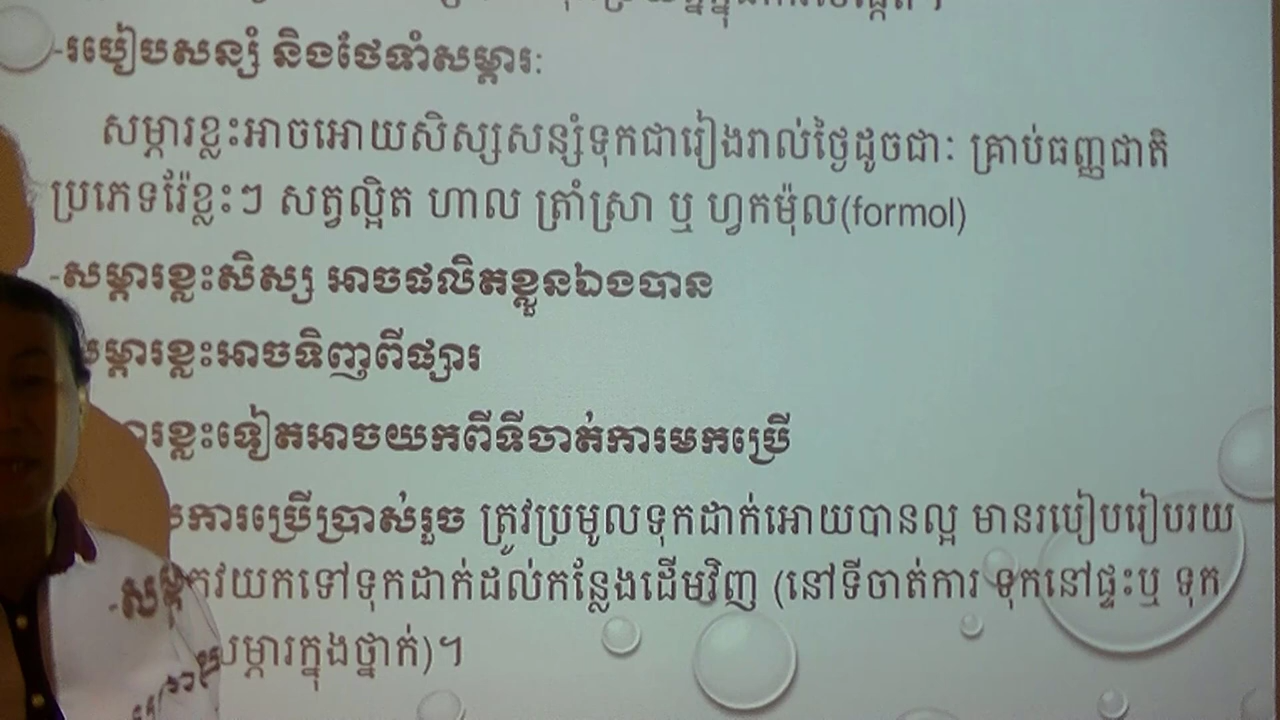 -របៀបសន្សំ និងថែទាំសម្ភារៈ
សម្ភារខ្លះអាចអោយសិស្សសន្សំទុកជារៀងរាល់ថ្ងៃដូចជាៈ គ្រាប់ធញ្ញជាតិ
ប្រភេទរ៉ែខ្លះៗ សត្វល្អិត ហាល ត្រាំស្រា ឬ ហ្វកម៉ុល(formol)
-សម្ភារខ្លះសិស្ស អាចផលិតខ្លួនឯងបាន
សម្ភារខ្លះអាចទិញពីផ្សារ
ារខ្លះទៀតអាចយកពីទីចាត់ការមកប្រើ
ការប្រើប្រាស់រួច ត្រូវប្រមូលទុកដាក់អោយបានល្អ មានរបៀបរៀបរយ
យកទៅទុកដាក់ដល់កន្លែងដើមវិញ (នៅទីចាត់ការ ទុកនៅផ្ទះឬ ទុក
សម្ភារក្នុងថ្នាក់)។